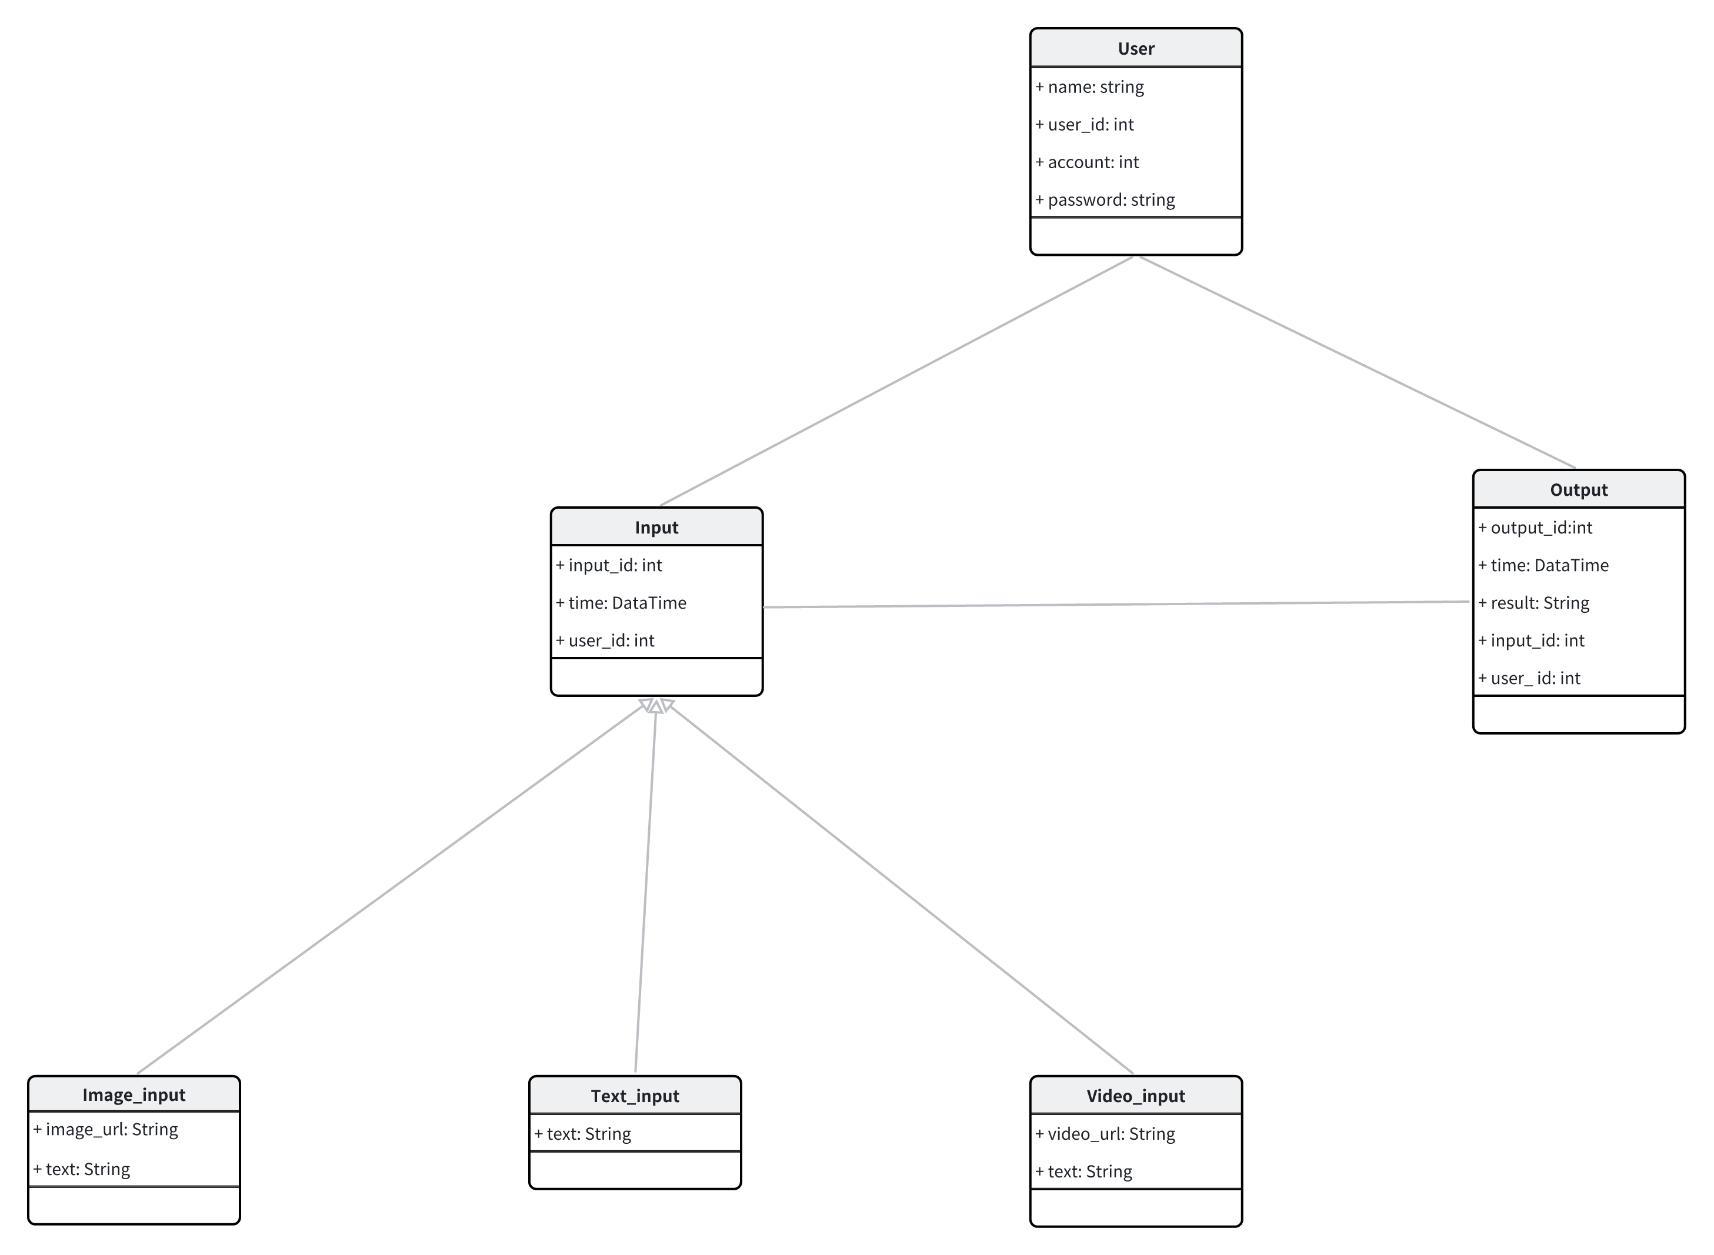 User
+ name: string
+ user_id: int
+ account: int
+ password: string
Input
+ input_id: int
+ time: DataTime
+ user_id: int
Output
+ output_id:int
+ time: DataTime
+ result: String
+ input_id: int
+ user_ id: int
Image_input
+ image_url: String
+ text: String
Text_input
+ text: String
Video_input
+ video_url: String
+ text: String